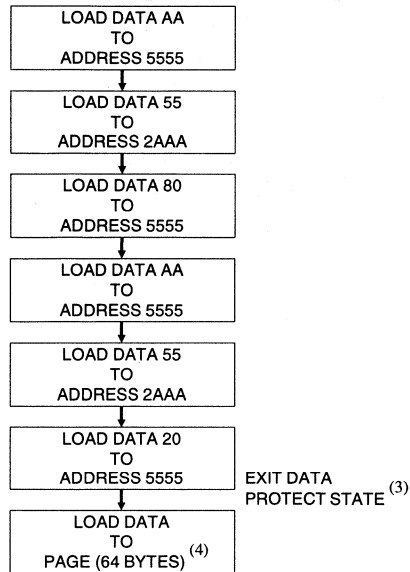 LOAD DATA AA
TO
ADDRESS 5555
LOAD DATA 55
TO
ADDRESS 2AAA
LOAD DATA 80
TO
ADDRESS 5555
LOAD DATA AA
TO
ADDRESS 5555
LOAD DATA 55
TO
ADDRESS 2AAA
LOAD DATA 20
TO
ADDRESS 5555
EXIT DATA
PROTECT STATE (3)
LOAD DATA
TO
PAGE (64 BYTES) (4)